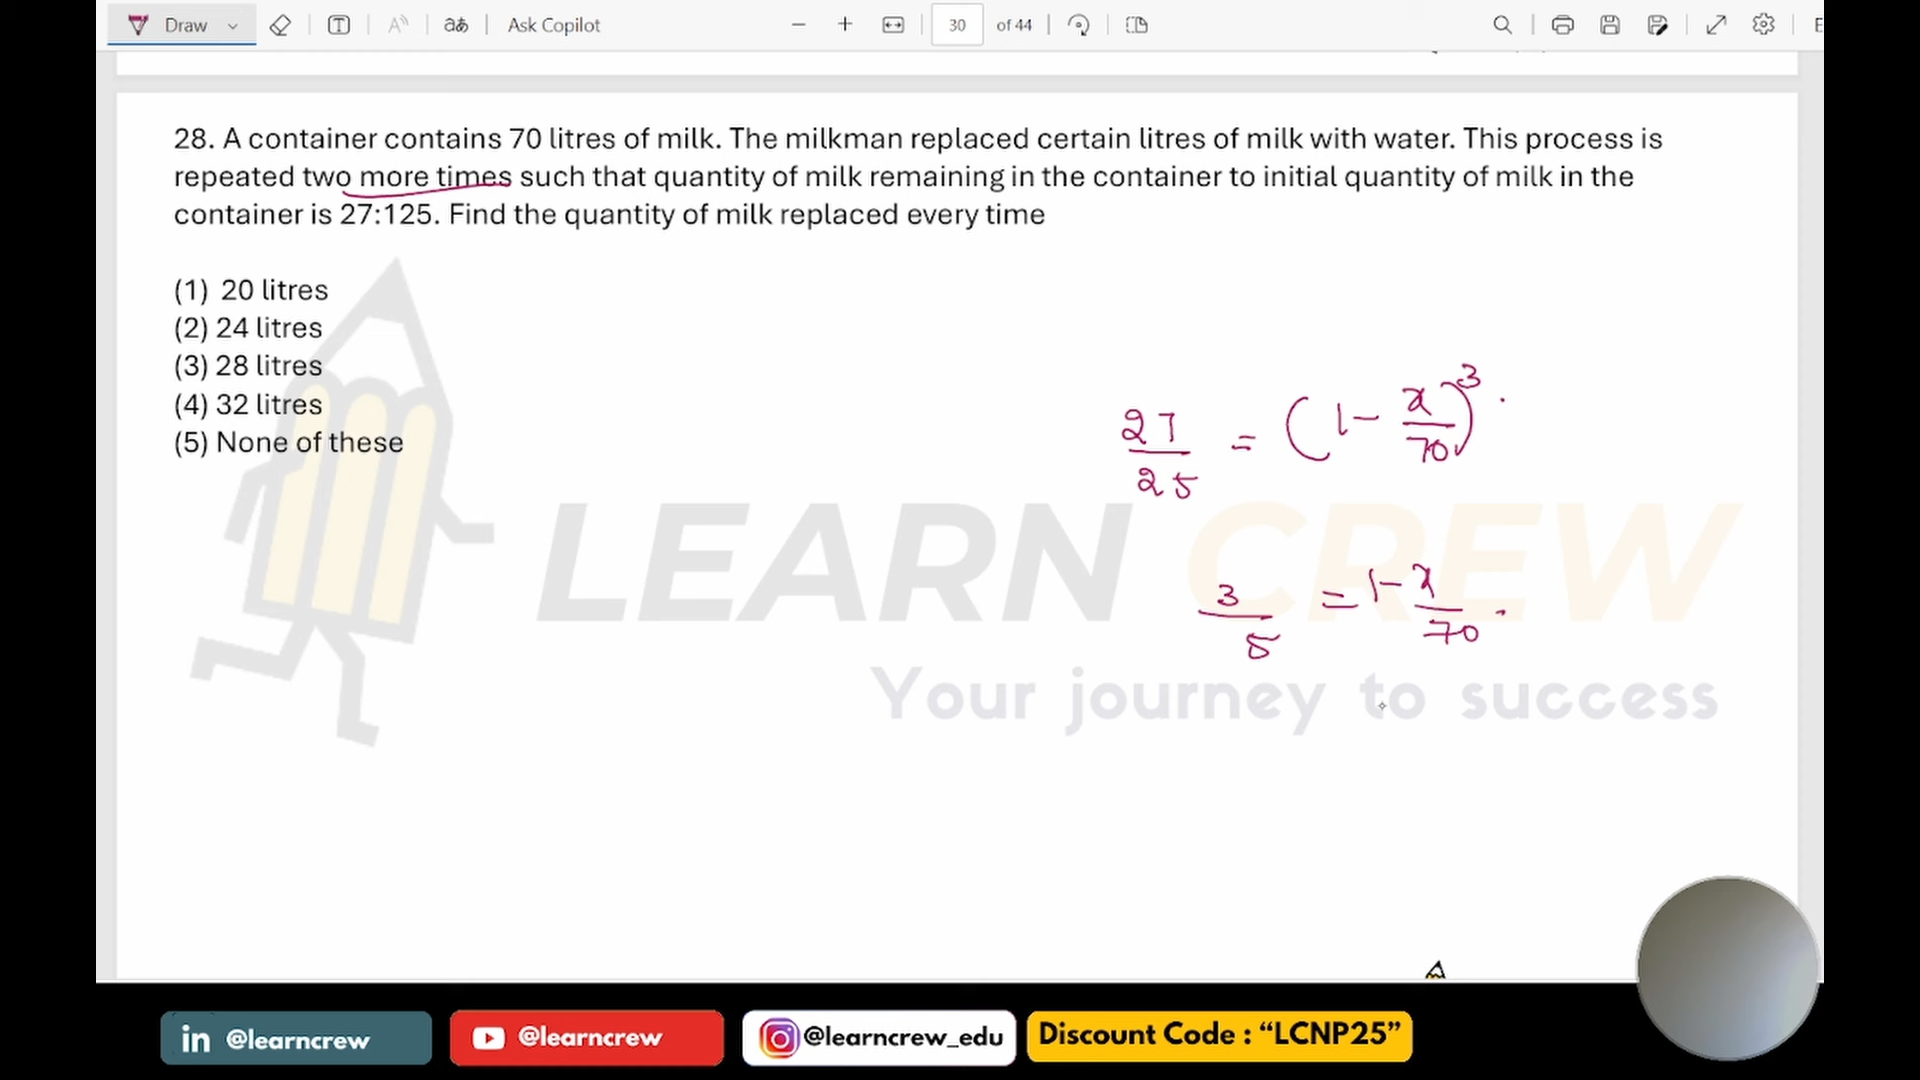 Draw
Ask Copilot
30 of 44
28. A container contains 70 litres of milk. The milkman replaced certain litres of milk with water. This process is
repeated two more times such that quantity of milk remaining in the container to initial quantity of milk in the
container is 27:125. Find the quantity of milk replaced every time
(1) 20 litres
(2) 24 litres
(3) 28 litres
(4) 32 litres
(5) None of these
27/25 = (1 - x/70)³
3/5 = 1 - x/70
LEARN CREW
Your journey to success
in @learncrew
@learncrew
@learncrew_edu
Discount Code : “LCNP25”